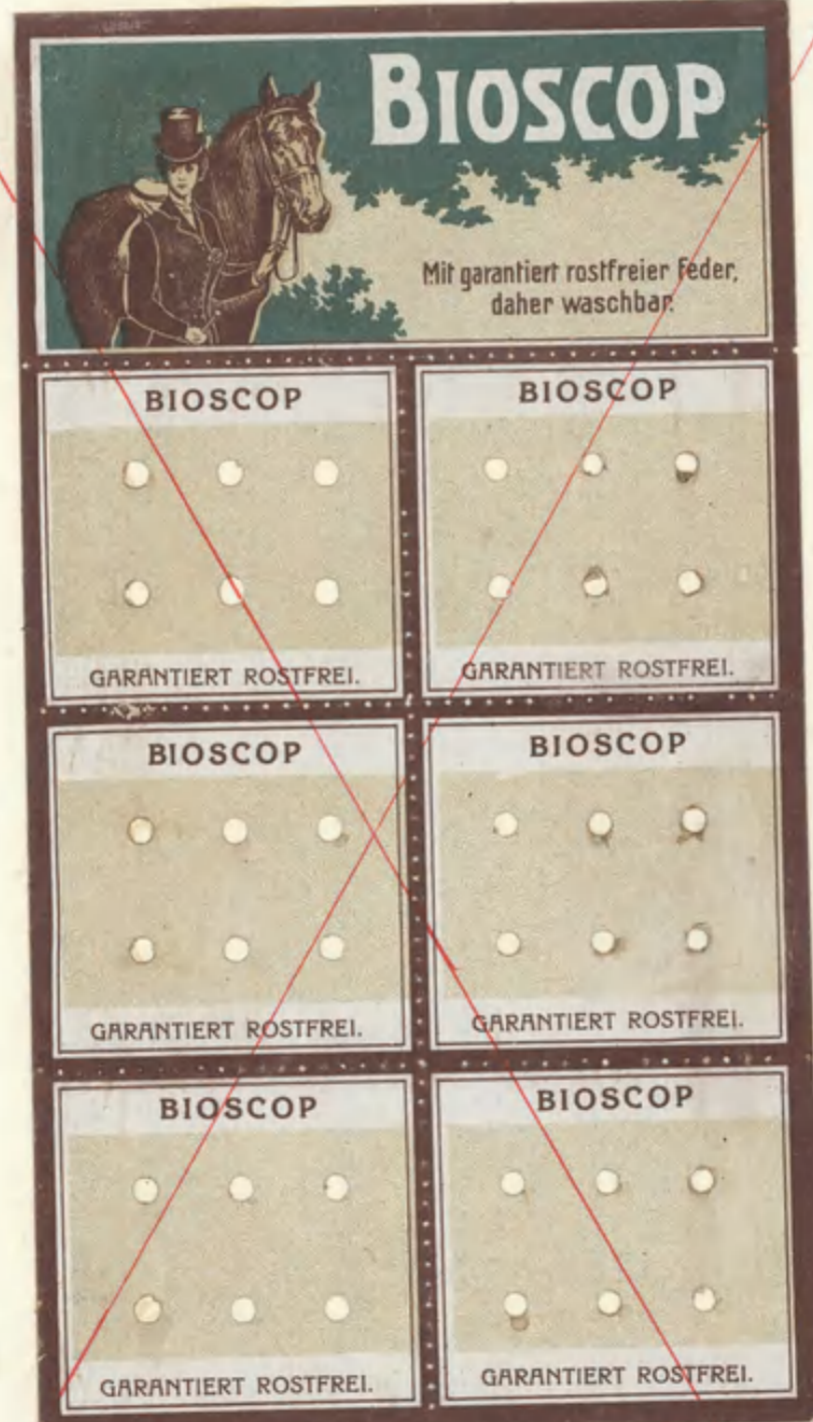 BIOSCOP
Mit garantiert rostfreier Feder,
daher waschbar.
BIOSCOP
GARANTIERT ROSTFREI.
BIOSCOP
GARANTIERT ROSTFREI.
BIOSCOP
GARANTIERT ROSTFREI.
BIOSCOP
GARANTIERT ROSTFREI.
BIOSCOP
GARANTIERT ROSTFREI.
BIOSCOP
GARANTIERT ROSTFREI.